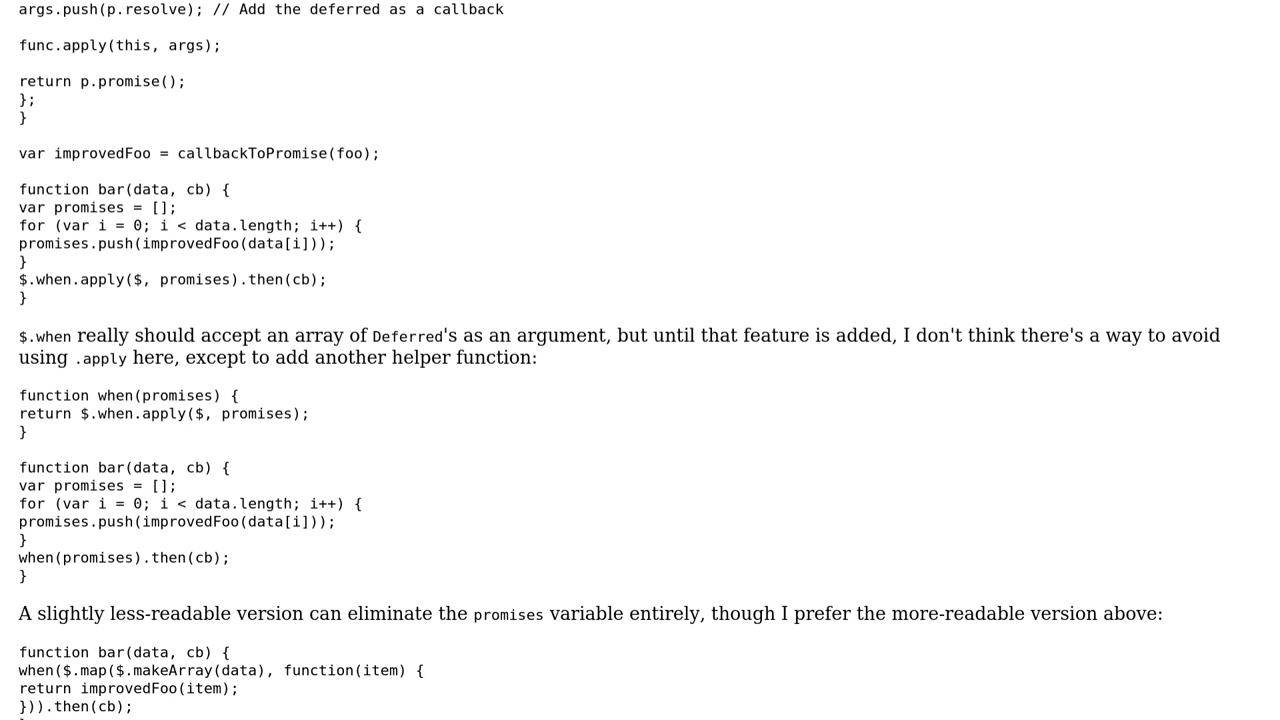 args.push(p.resolve); // Add the deferred as a callback
func.apply(this, args);
return p.promise();
};
}
var improvedFoo = callbackToPromise(foo);
function bar(data, cb) {
var promises = [];
for (var i = 0; i < data.length; i++) {
promises.push(improvedFoo(data[i]));
}
$.when.apply($, promises).then(cb);
}
$.when really should accept an array of Deferred's as an argument, but until that feature is added, I don't think there's a way to avoid
using .apply here, except to add another helper function:
function when(promises) {
return $.when.apply($, promises);
}
function bar(data, cb) {
var promises = [];
for (var i = 0; i < data.length; i++) {
promises.push(improvedFoo(data[i]));
}
when(promises).then(cb);
}
A slightly less-readable version can eliminate the promises variable entirely, though I prefer the more-readable version above:
function bar(data, cb) {
when($.map($.makeArray(data), function(item) {
return improvedFoo(item);
})).then(cb);